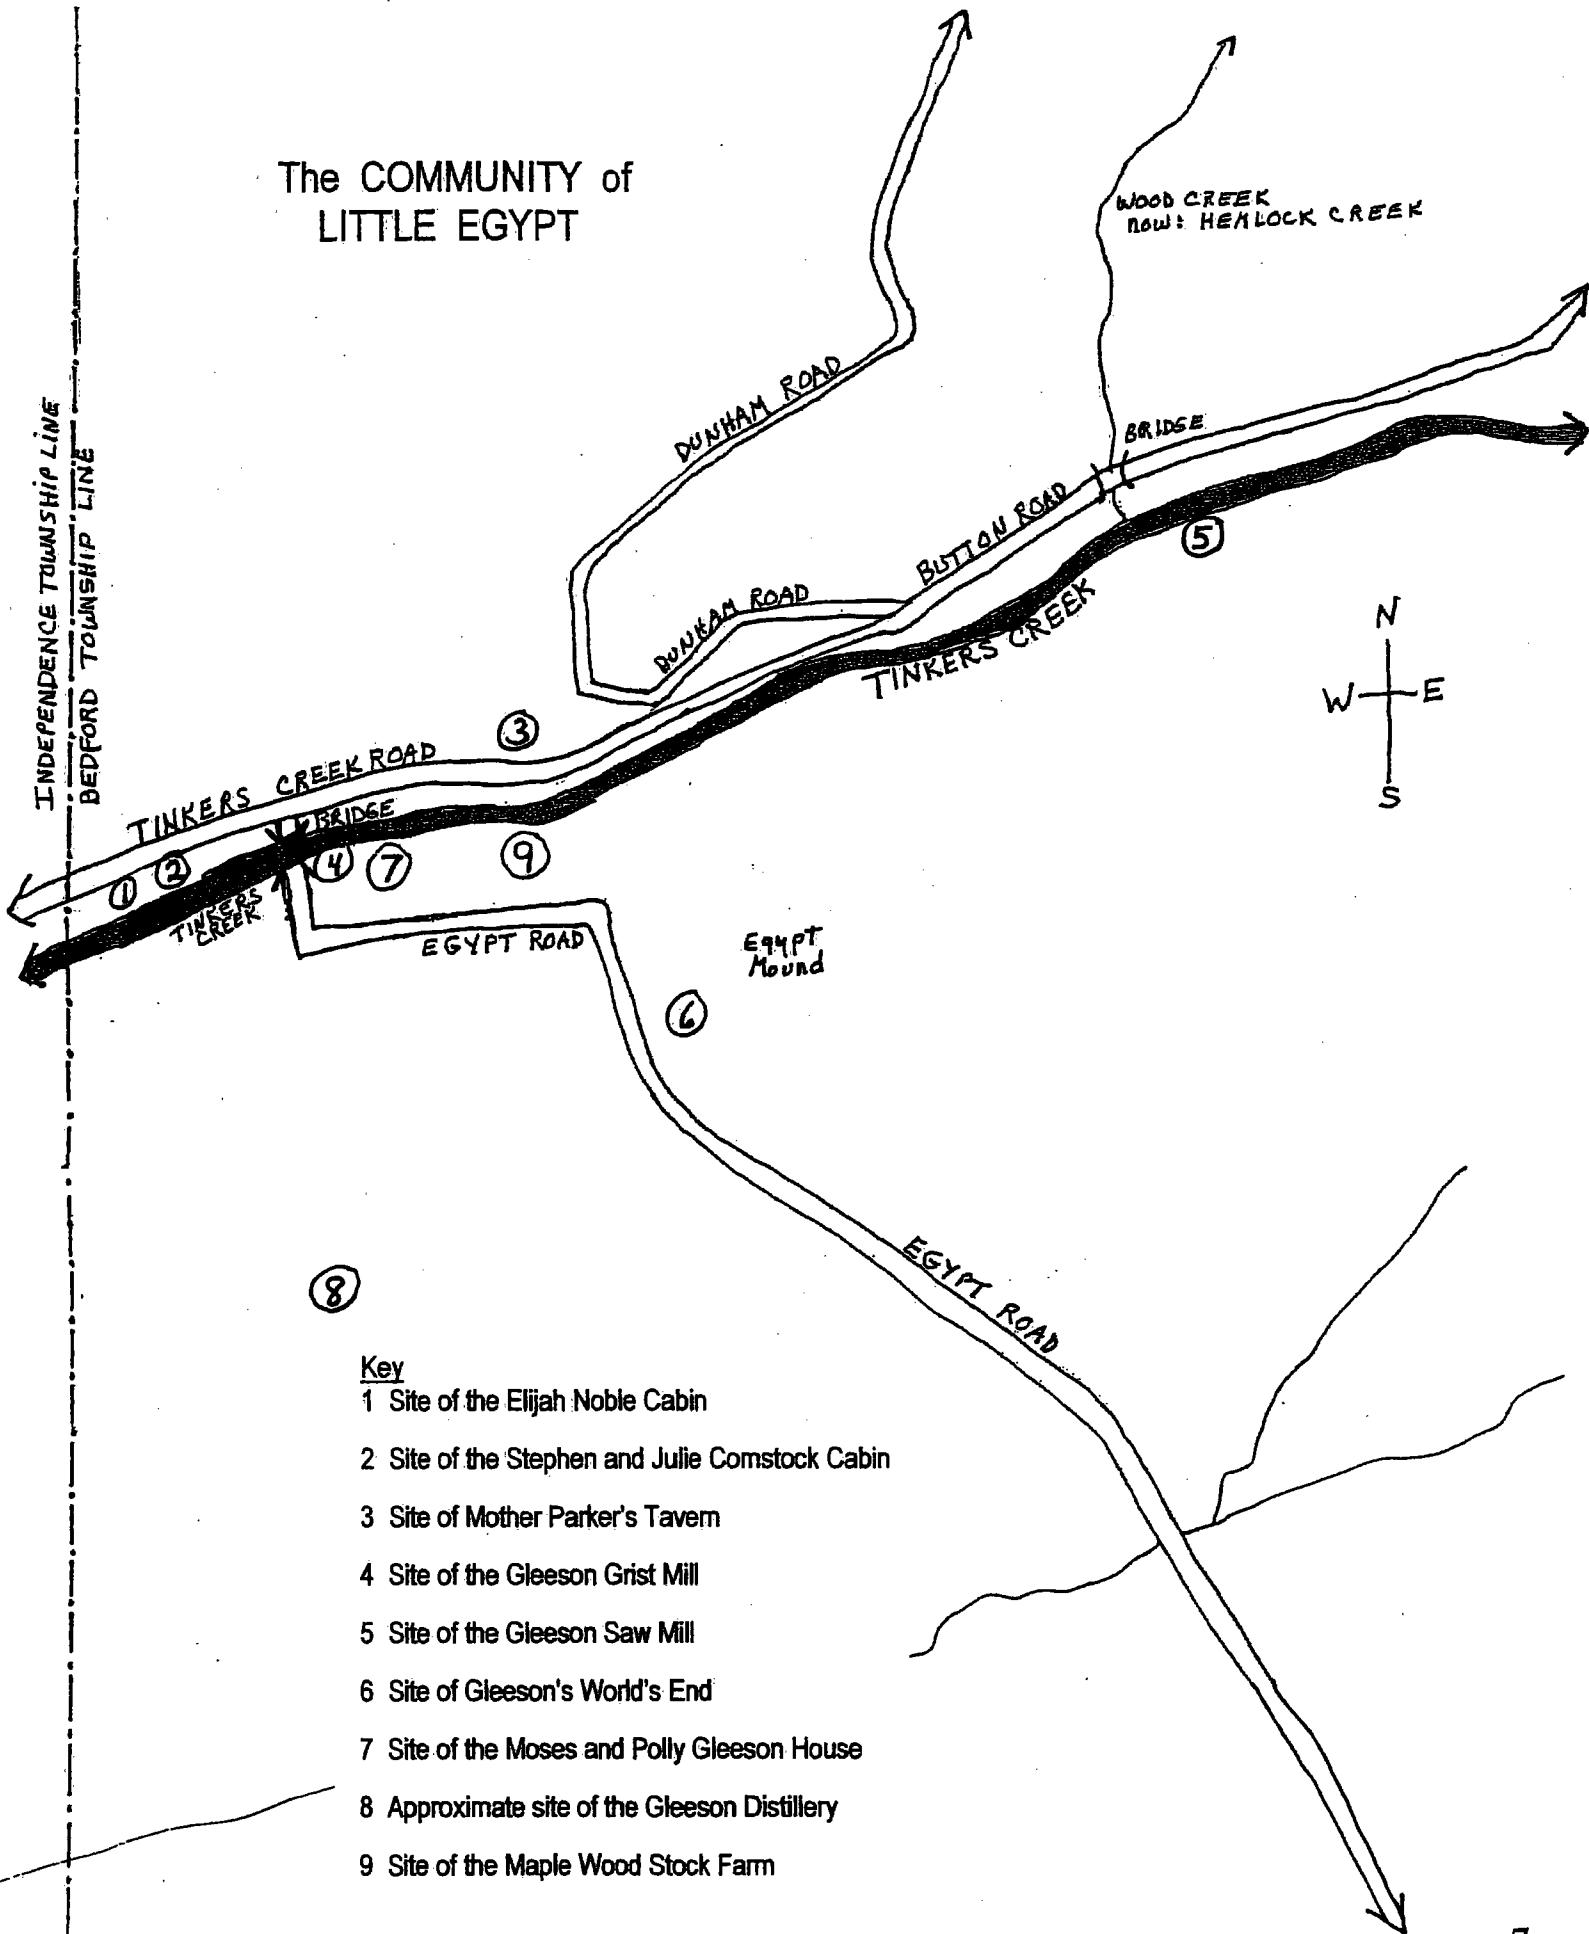 The COMMUNITY of
LITTLE EGYPT
WOOD CREEK
now: HEMLOCK CREEK
INDEPENDENCE TOWNSHIP LINE
BEDFORD TOWNSHIP LINE
DUNHAM ROAD
BRIDGE
BUTTON ROAD
5
DUNHAM ROAD
TINKERS CREEK
N
W E
S
3
TINKERS CREEK ROAD
BRIDGE
1
2
4
7
9
TINKERS
CREEK
EGYPT ROAD
Egypt
Mound
6
EGYPT ROAD
8
Key
1 Site of the Elijah Noble Cabin
2 Site of the Stephen and Julie Comstock Cabin
3 Site of Mother Parker's Tavern
4 Site of the Gleeson Grist Mill
5 Site of the Gleeson Saw Mill
6 Site of Gleeson's World's End
7 Site of the Moses and Polly Gleeson House
8 Approximate site of the Gleeson Distillery
9 Site of the Maple Wood Stock Farm